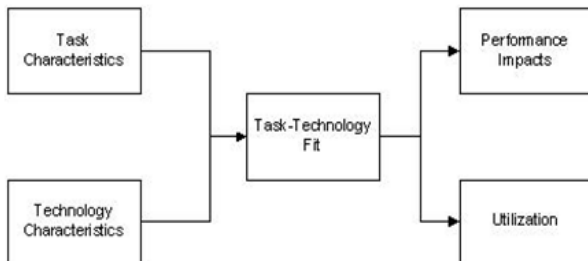 Task
Characteristics
Performance
Impacts
Task-Technology
Fit
Technology
Characteristics
Utilization